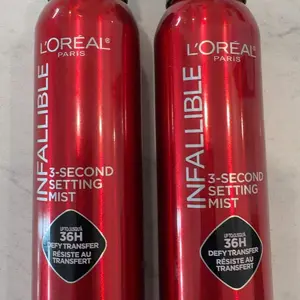 L'ORÉAL
PARIS
INFALLIBLE
3-SECOND
SETTING
MIST
36H
DEFY TRANSFER
RÉSISTE AU
TRANSFERT
L'ORÉAL
PARIS
INFALLIBLE
3-SECOND
SETTING
MIST
36H
DEFY TRANSFER
RÉSISTE AU
TRANSFERT